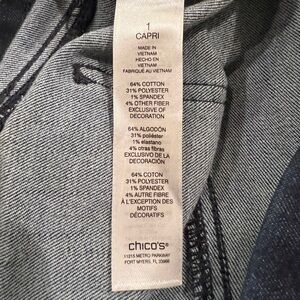 1
CAPRI
MADE IN
VIETNAM
HECHO EN
VIETNAM
FABRIQUÉ AU VIETNAM
64% COTTON
31% POLYESTER
1% SPANDEX
4% OTHER FIBER
EXCLUSIVE OF
DECORATION
64% ALGODÓN
31% poliéster
1% elastano
4% otras fibras
EXCLUSIVO DE LA
DECORACIÓN
64% COTON
31% POLYESTER
1% SPANDEX
4% AUTRE FIBRE
À L'EXCEPTION DES
MOTIFS
DÉCORATIFS
chico's®
11215 METRO PARKWAY
FORT MYERS, FL 33966